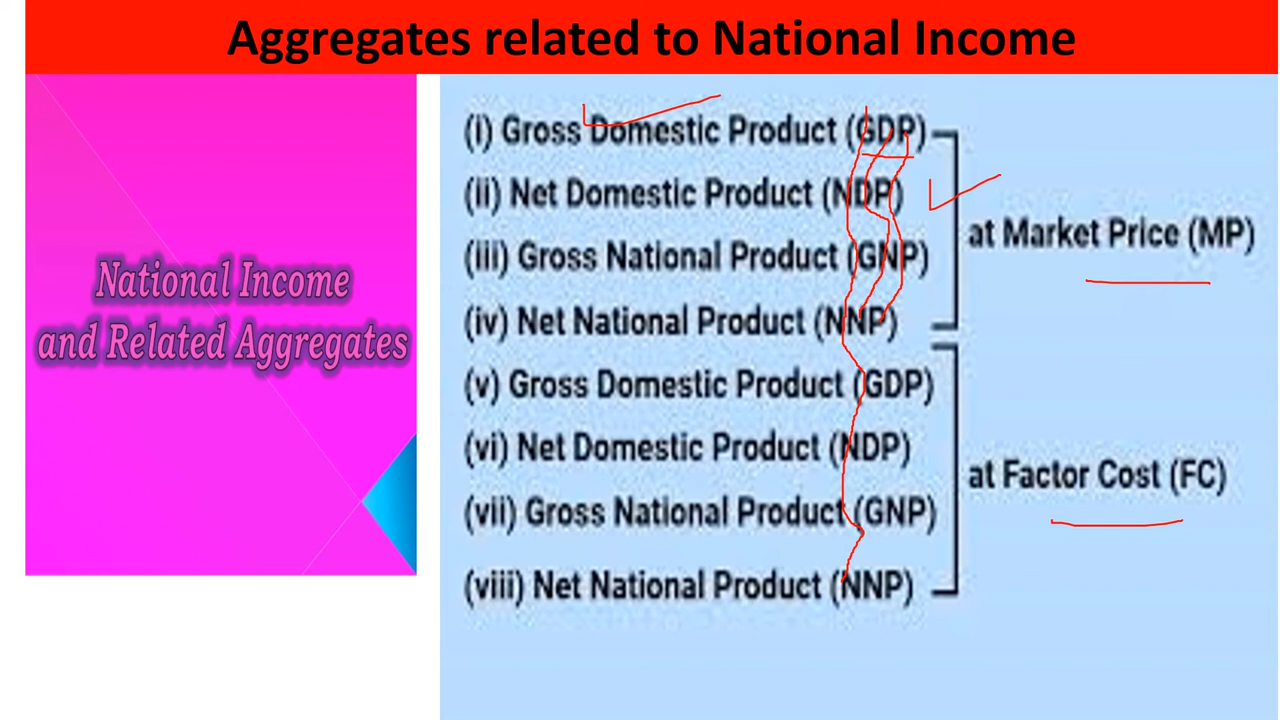 Aggregates related to National Income
National Income
and Related Aggregates
(i) Gross Domestic Product (GDP)
(ii) Net Domestic Product (NDP)
(iii) Gross National Product (GNP)
(iv) Net National Product (NNP)
at Market Price (MP)
(v) Gross Domestic Product (GDP)
(vi) Net Domestic Product (NDP)
(vii) Gross National Product (GNP)
(viii) Net National Product (NNP)
at Factor Cost (FC)